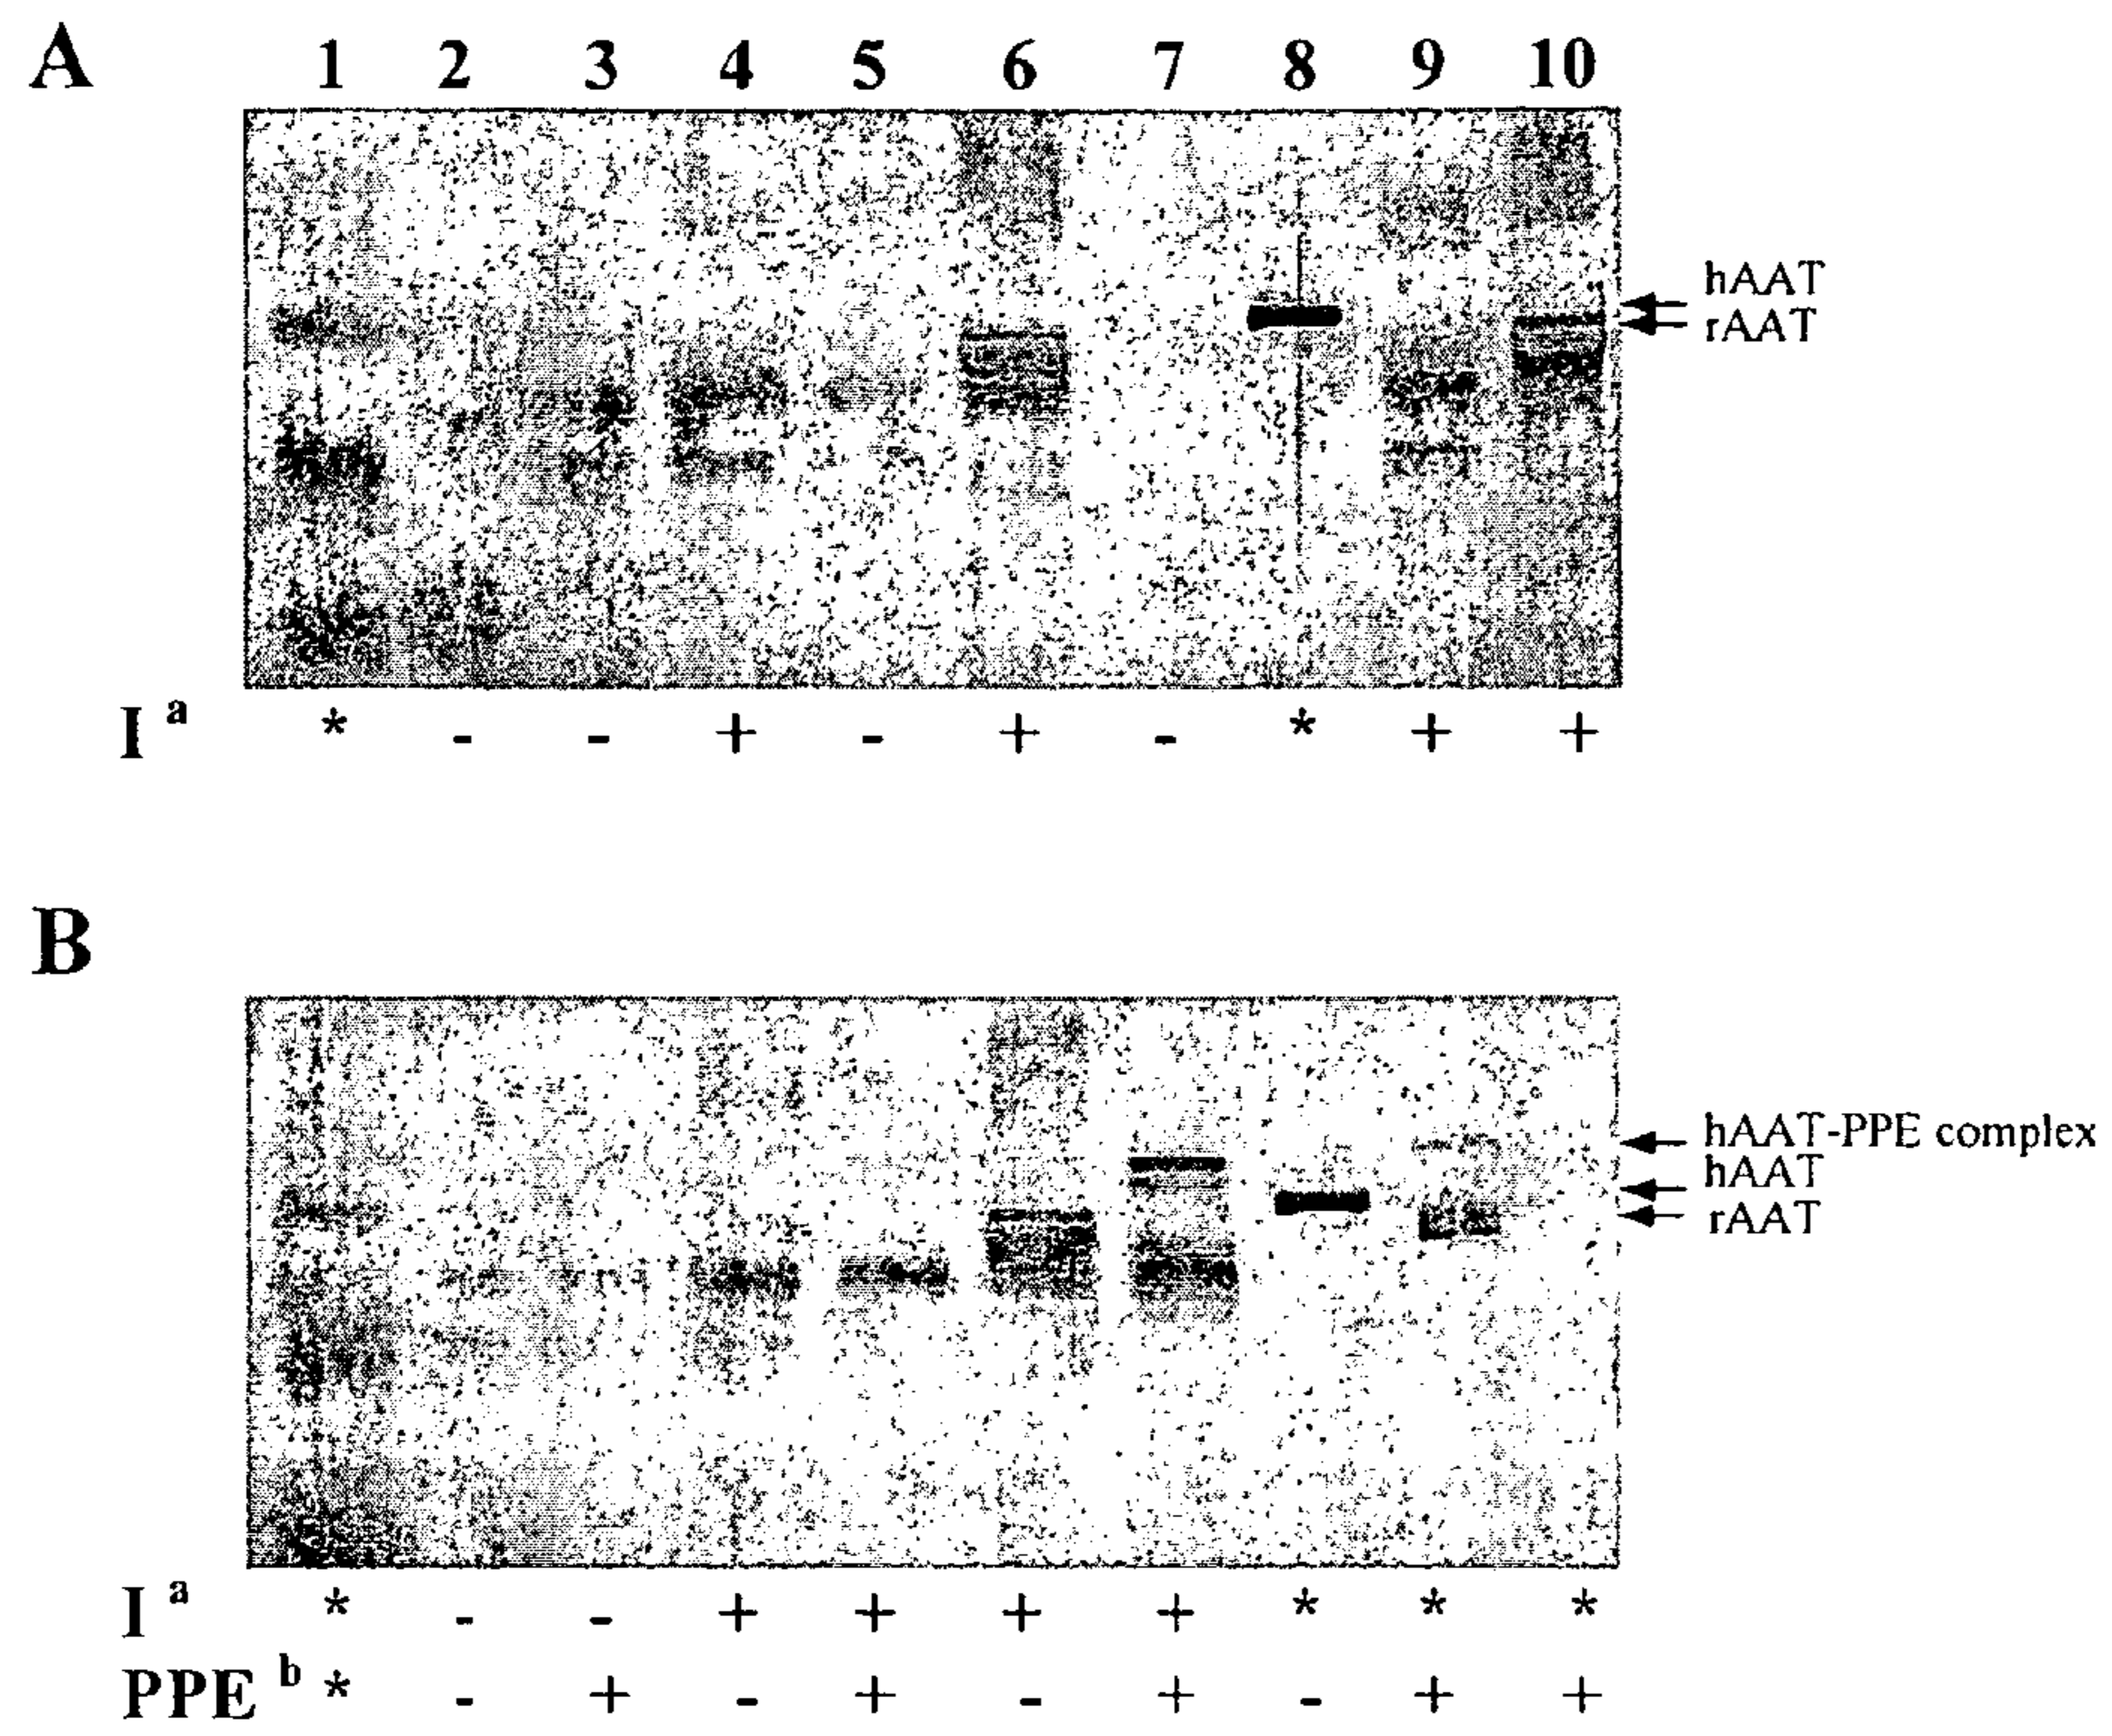 A
1 2 3 4 5 6 7 8 9 10
hAAT
rAAT
I a * - - + - + - * + +
B
hAAT-PPE complex
hAAT
rAAT
I a * - - + + + + * * *
PPE b * - + - + - + - + +